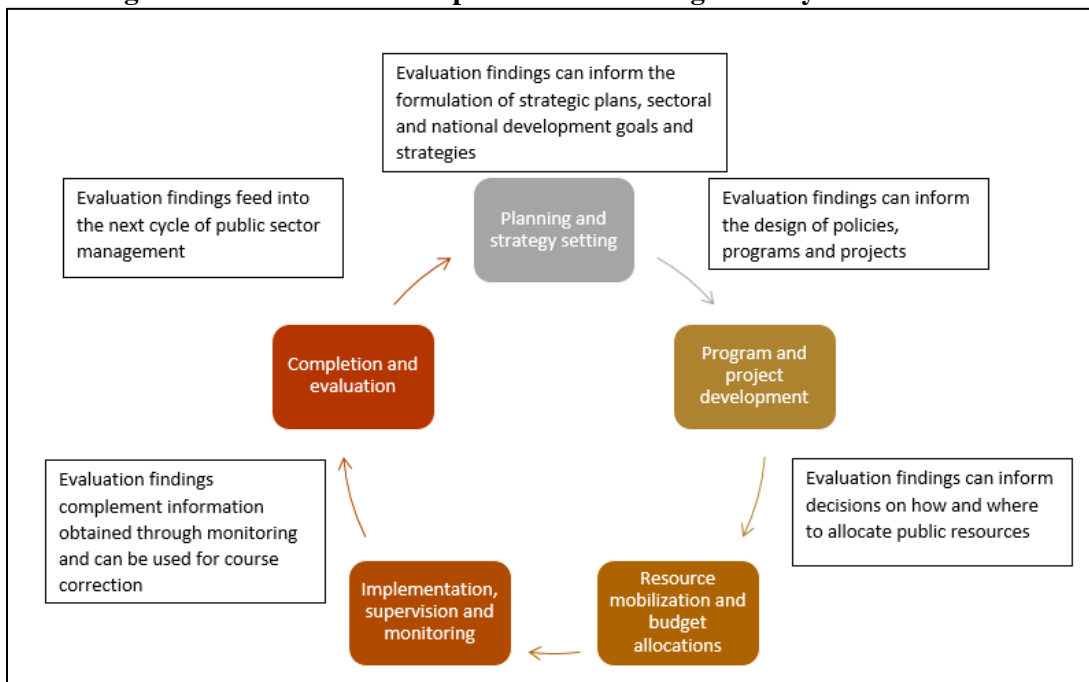 Evaluation findings can inform the
formulation of strategic plans, sectoral
and national development goals and
strategies
Evaluation findings feed into
the next cycle of public sector
management
Planning and
strategy setting
Evaluation findings can inform
the design of policies,
programs and projects
Completion and
evaluation
Program and
project
development
Evaluation findings
complement information
obtained through monitoring
and can be used for course
correction
Evaluation findings can inform
decisions on how and where
to allocate public resources
Implementation,
supervision and
monitoring
Resource
mobilization and
budget
allocations